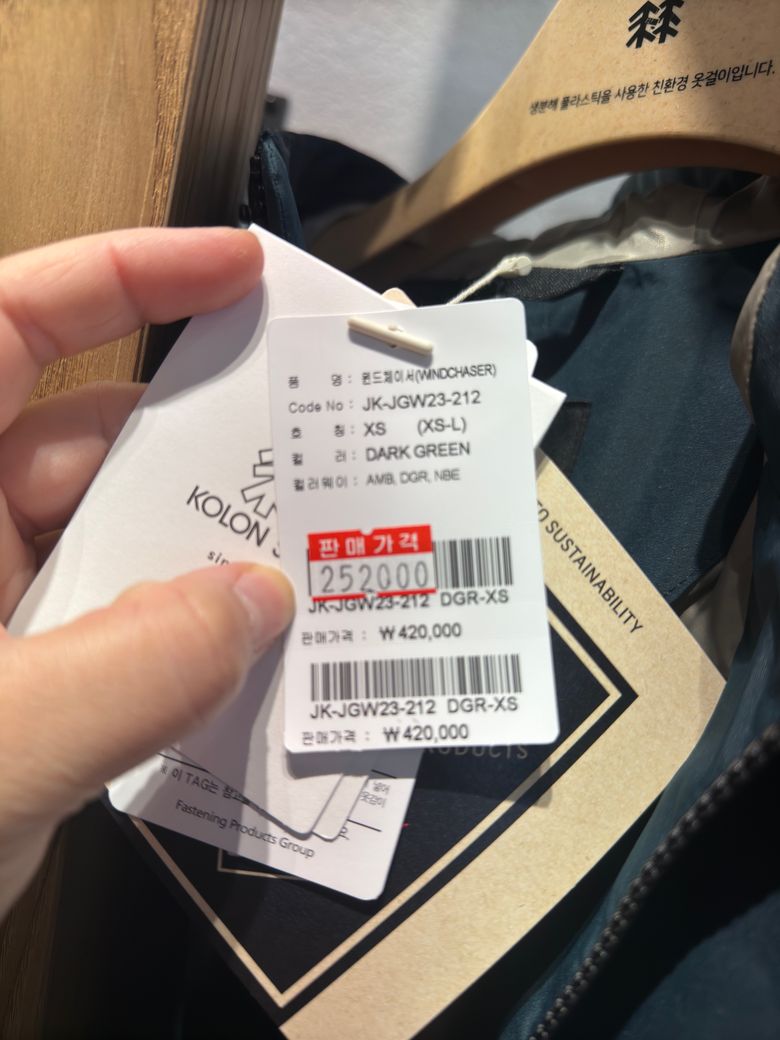 생분해 플라스틱을 사용한 친환경 옷걸이입니다.
품 명 : 윈드체이서(WINDCHASER)
Code No : JK-JGW23-212
호 칭 : XS (XS-L)
컬 러 : DARK GREEN
컬러웨이 : AMB, DGR, NBE
판매가격
252000
JK-JGW23-212 DGR-XS
판매가격 : ₩420,000
JK-JGW23-212 DGR-XS
판매가격 : ₩420,000
KOLON
TO SUSTAINABILITY
PRODUCTS
이 TAG는
Fastening Products Group